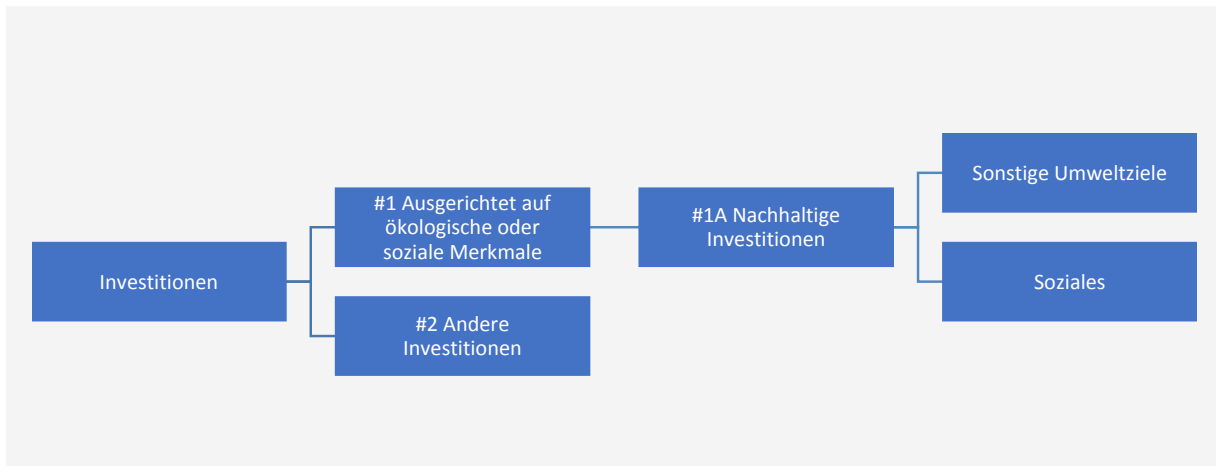 Investitionen
#1 Ausgerichtet auf
ökologische oder
soziale Merkmale
#2 Andere
Investitionen
#1A Nachhaltige
Investitionen
Sonstige Umweltziele
Soziales